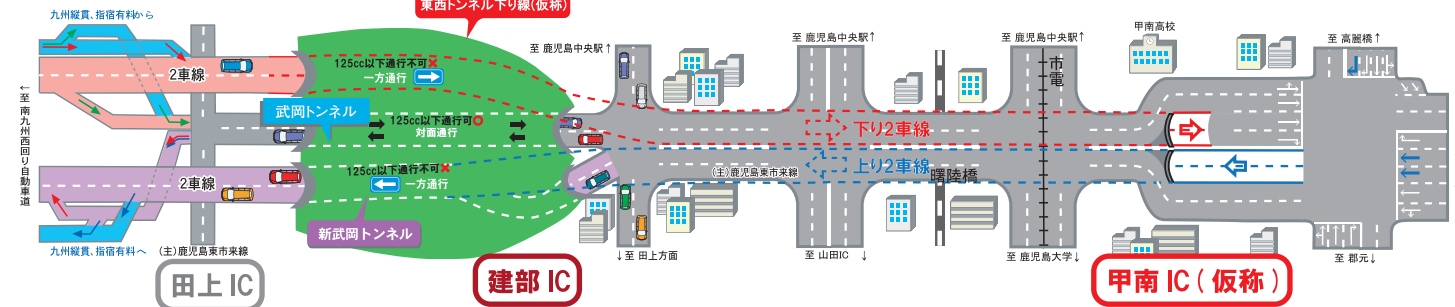 東西トンネル下り線(仮称)
九州縦貫、指宿有料から
至 鹿児島中央駅↑
至 鹿児島中央駅↑
至 鹿児島中央駅↑
甲南高校
至 高麗橋↑
125cc以下通行不可✖
一方通行
2車線
市電
←至 南九州西回り自動車道
武岡トンネル
125cc以下通行可
対面通行
下り2車線
上り2車線
125cc以下通行不可✖
一方通行
2車線
(主)鹿児島東市来線
曙陸橋
新武岡トンネル
九州縦貫、指宿有料へ
(主)鹿児島東市来線
↓至 田上方面
至 山田IC ↓
至 鹿児島大学↓
至 郡元↓
田上 IC
建部 IC
甲南 IC ( 仮称 )